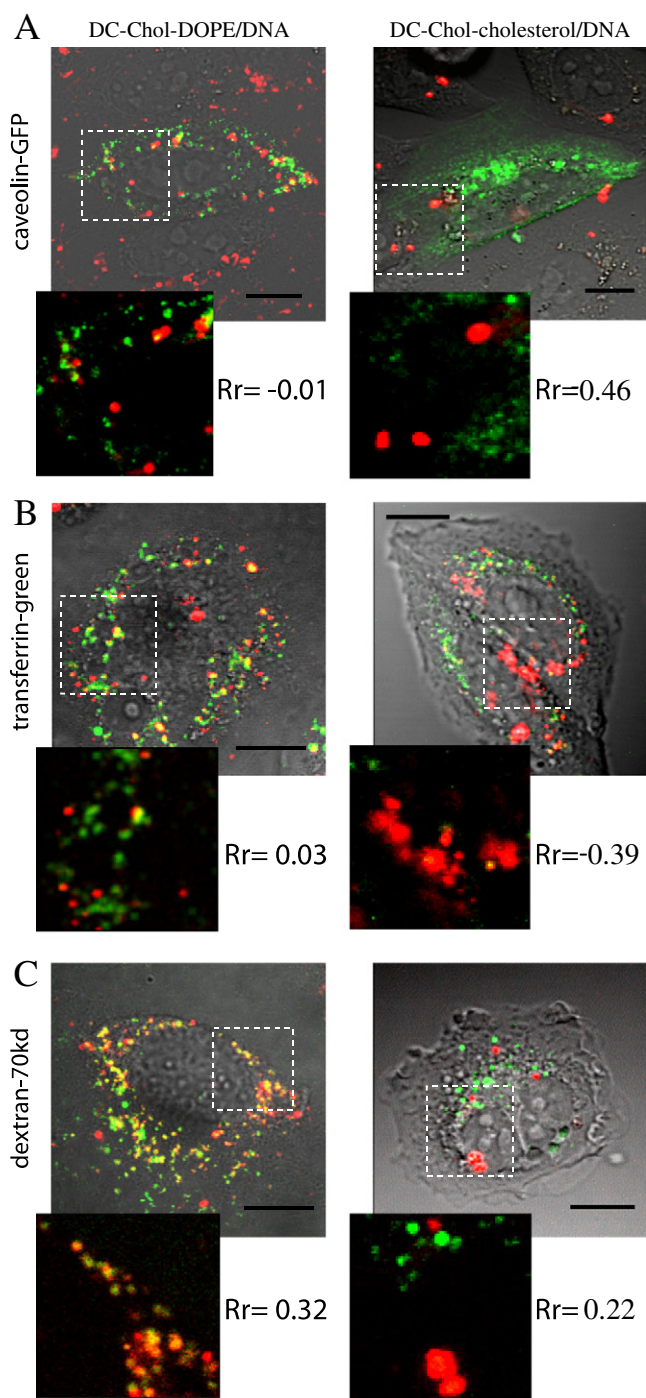 A
DC-Chol-DOPE/DNA
DC-Chol-cholesterol/DNA
caveolin-GFP
Rr= -0.01
Rr=0.46
B
transferrin-green
Rr= 0.03
Rr=-0.39
C
dextran-70kd
Rr= 0.32
Rr=0.22